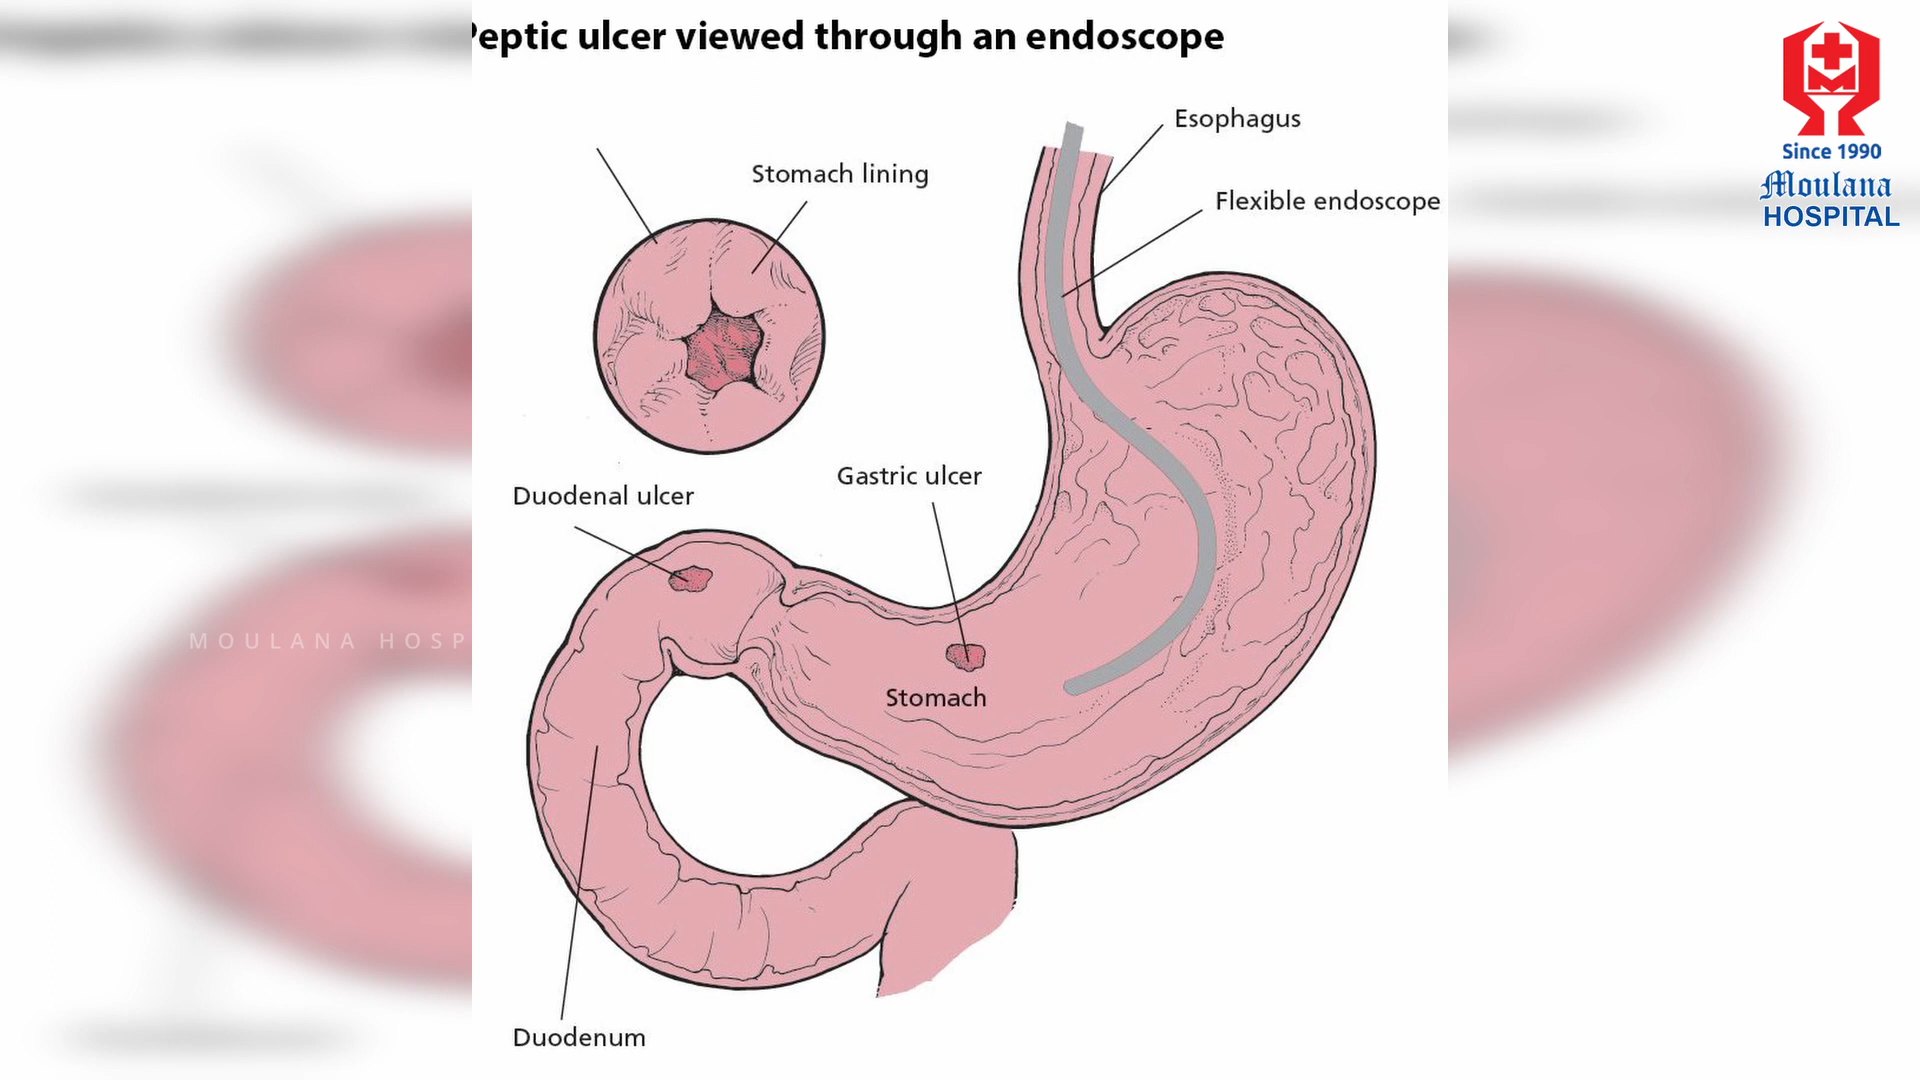 eptic ulcer viewed through an endoscope
Esophagus
Stomach lining
Flexible endoscope
Gastric ulcer
Duodenal ulcer
Stomach
Duodenum
Since 1990
Moulana
HOSPITAL
MOULANA HOSP